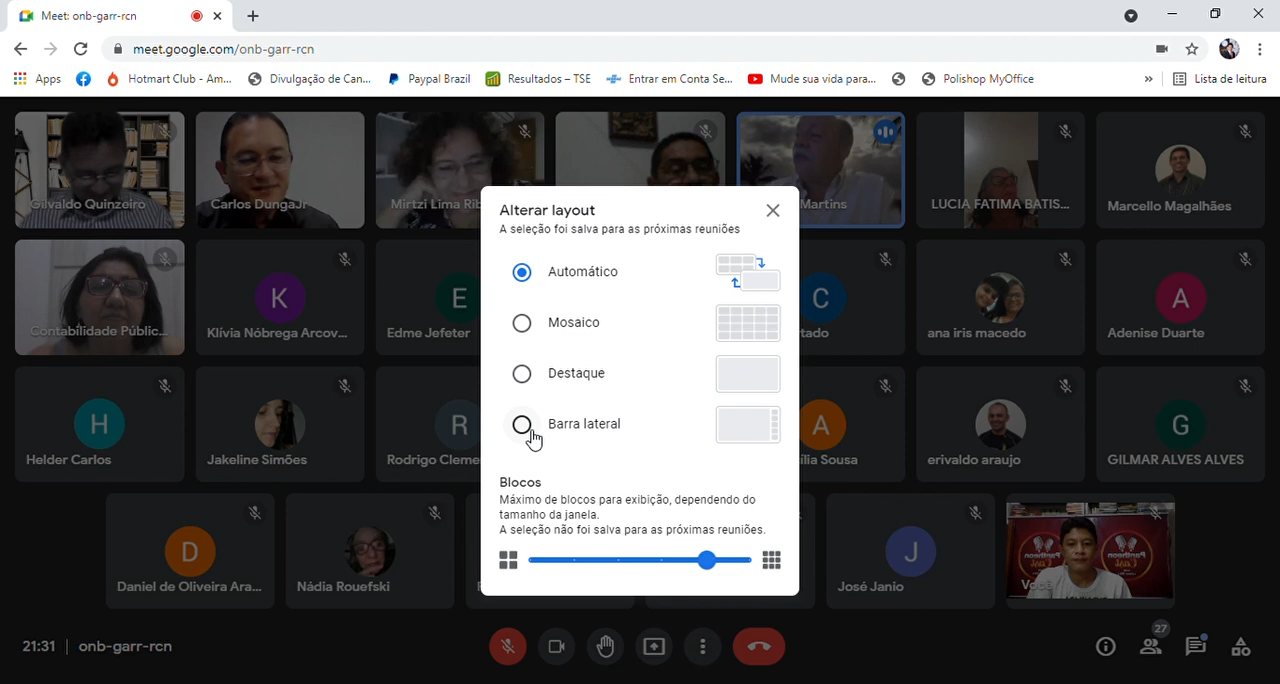 Meet: onb-garr-rcn
meet.google.com/onb-garr-rcn
Apps
Hotmart Club - Am...
Divulgação de Can...
Paypal Brazil
Resultados – TSE
Entrar em Conta Se...
Mude sua vida para...
Polishop MyOffice
»
Lista de leitura
Gilvaldo Quinzeiro
Carlos DungaJr
Mirtzi Lima Rib
Martins
LUCIA FATIMA BATIS...
Marcello Magalhães
Contabilidade Públic...
K
Klívia Nóbrega Arcov...
E
Edme Jefeter
C
tado
ana iris macedo
A
Adenise Duarte
H
Helder Carlos
Jakeline Simões
R
Rodrigo Cleme
A
ília Sousa
erivaldo araujo
G
GILMAR ALVES ALVES
D
Daniel de Oliveira Ara...
Nádia Rouefski
J
José Janio
Você
Alterar layout
A seleção foi salva para as próximas reuniões
Automático
Mosaico
Destaque
Barra lateral
Blocos
Máximo de blocos para exibição, dependendo do
tamanho da janela.
A seleção não foi salva para as próximas reuniões.
21:31 | onb-garr-rcn
27